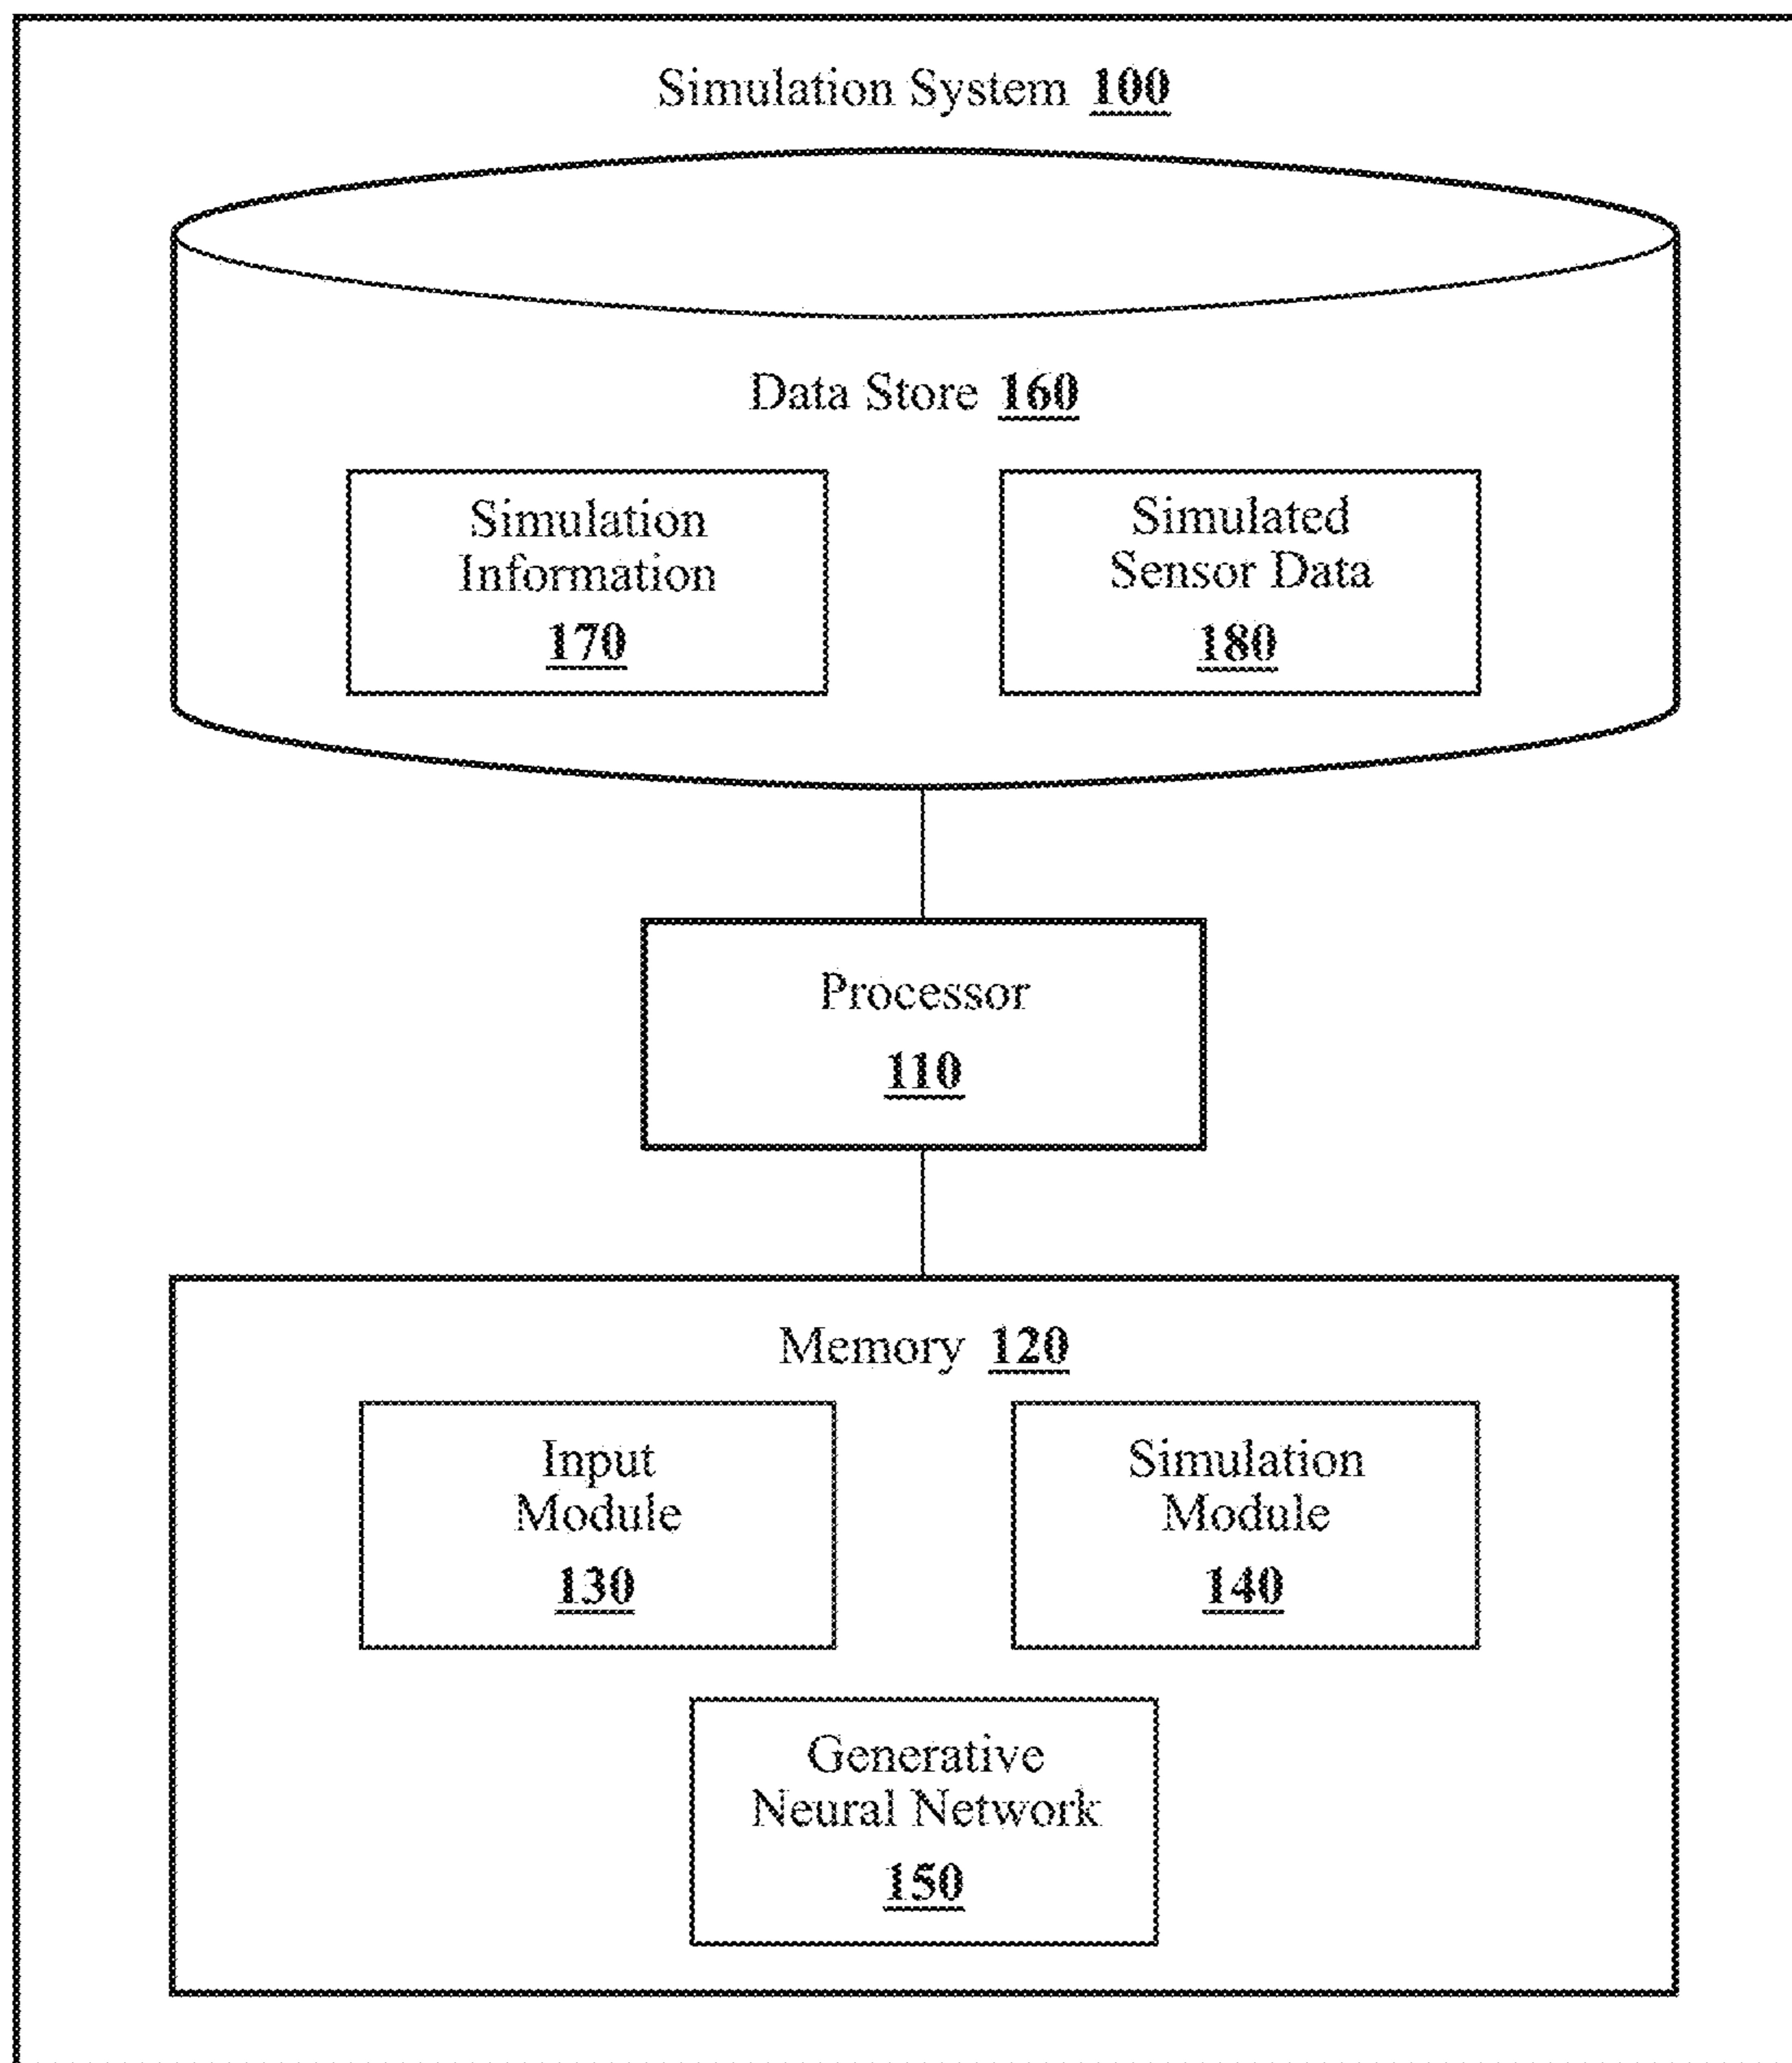 Simulation System 100
Data Store 160
Simulation
Information
170
Simulated
Sensor Data
180
Processor
110
Memory 120
Input
Module
130
Simulation
Module
140
Generative
Neural Network
150